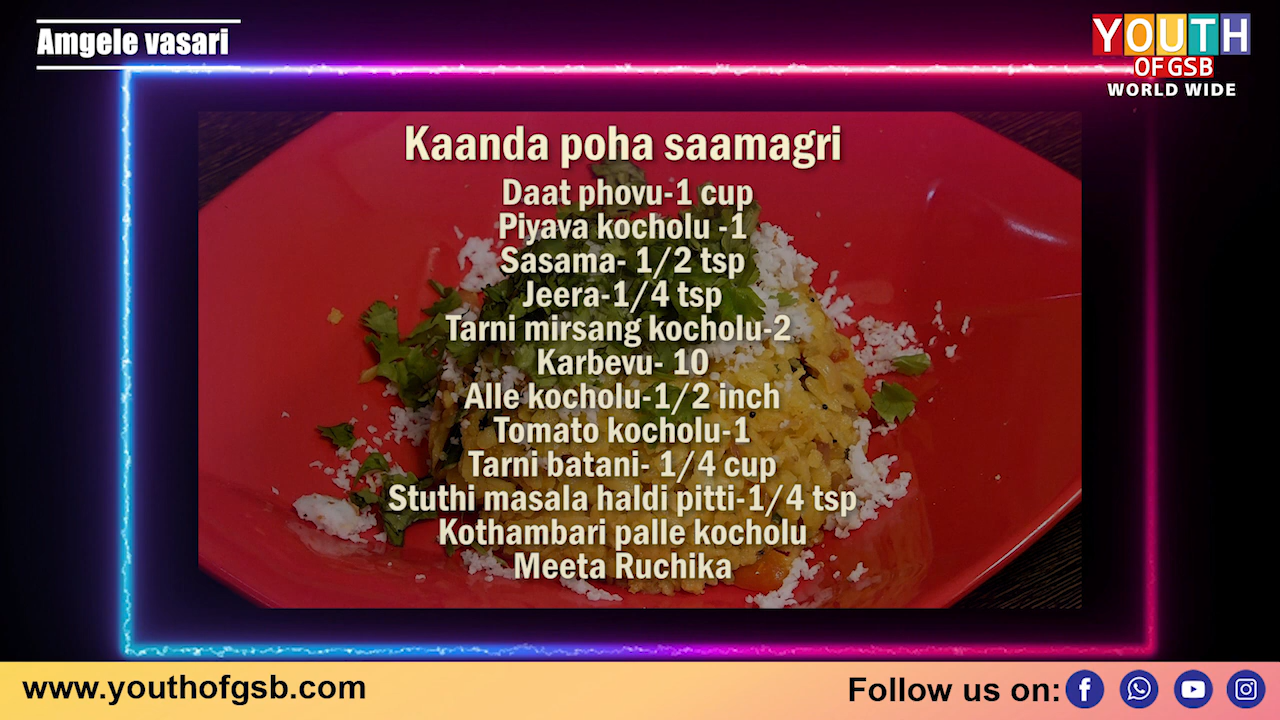 Amgele vasari
YOUTH
OF GSB
WORLD WIDE
Kaanda poha saamagri
Daat phovu-1 cup
Piyava kocholu -1
Sasama- 1/2 tsp
Jeera-1/4 tsp
Tarni mirsang kocholu-2
Karbevu- 10
Alle kocholu-1/2 inch
Tomato kocholu-1
Tarni batani- 1/4 cup
Stuthi masala haldi pitti-1/4 tsp
Kothambari palle kocholu
Meeta Ruchika
www.youthofgsb.com
Follow us on: